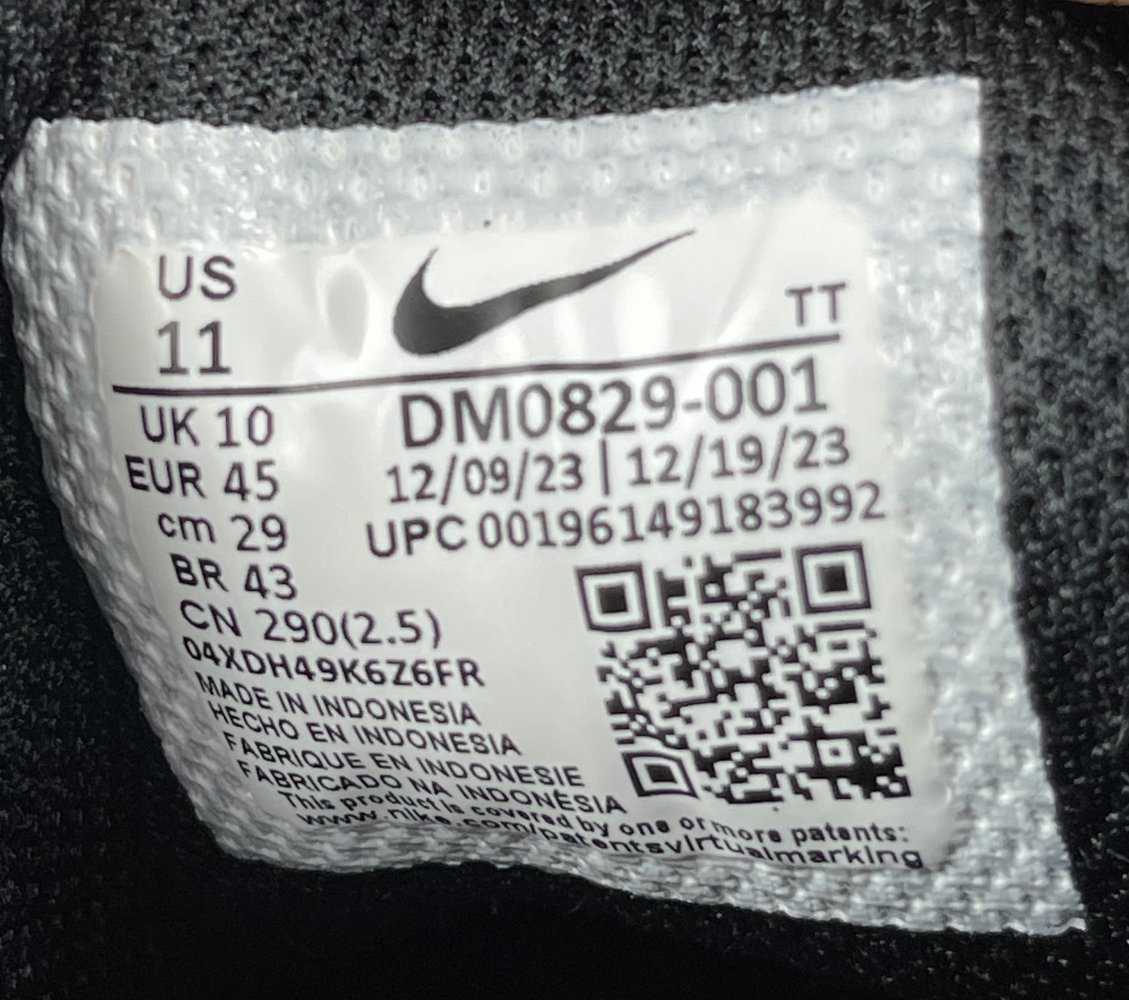 US
11
TT
UK 10
EUR 45
cm 29
BR 43
CN 290(2.5)
DM0829-001
12/09/23 | 12/19/23
UPC 00196149183992
04XDH49K6Z6FR
MADE IN INDONESIA
HECHO EN INDONESIA
FABRIQUE EN INDONESIE
FABRICADO NA INDONÉSIA
This product is covered by one or more patents:
www.nike.com/patentsvirtualmarking